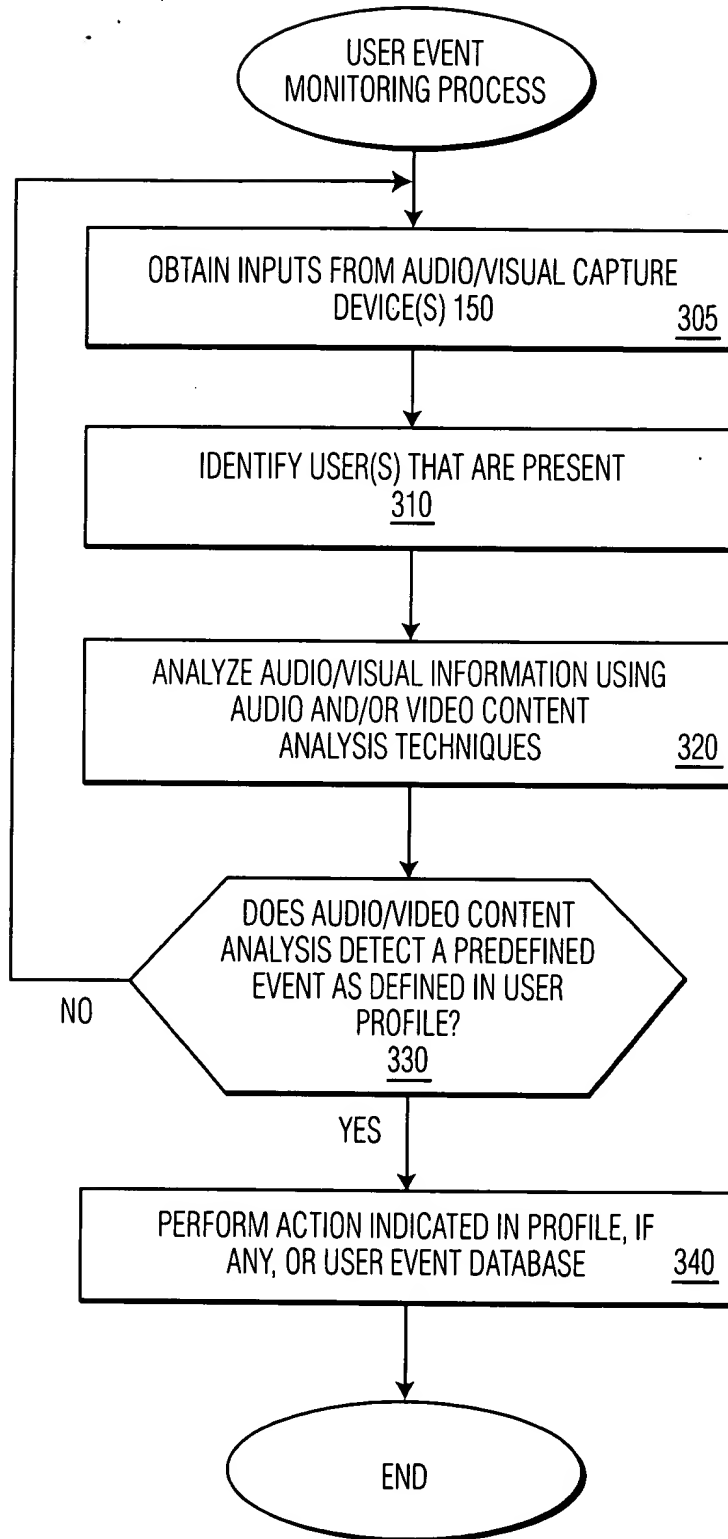 USER EVENT
MONITORING PROCESS
OBTAIN INPUTS FROM AUDIO/VISUAL CAPTURE
DEVICE(S) 150
305
IDENTIFY USER(S) THAT ARE PRESENT
310
ANALYZE AUDIO/VISUAL INFORMATION USING
AUDIO AND/OR VIDEO CONTENT
ANALYSIS TECHNIQUES
320
DOES AUDIO/VIDEO CONTENT
ANALYSIS DETECT A PREDEFINED
EVENT AS DEFINED IN USER
PROFILE?
330
NO
YES
PERFORM ACTION INDICATED IN PROFILE, IF
ANY, OR USER EVENT DATABASE
340
END